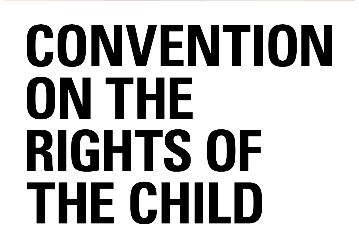 CONVENTION
ON THE
RIGHTS OF
THE CHILD